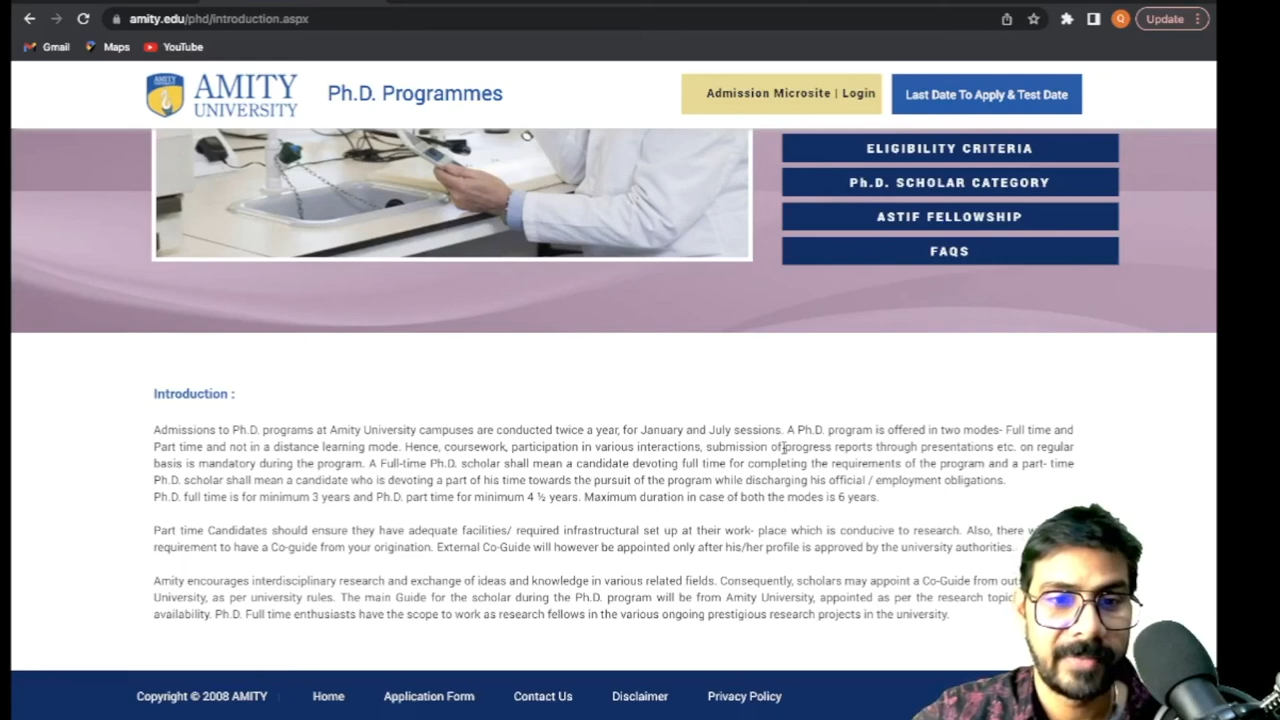 amity.edu/phd/introduction.aspx
Update
Gmail
Maps
YouTube
AMITY
AMITY
UNIVERSITY
Ph.D. Programmes
Admission Microsite | Login
Last Date To Apply & Test Date
ELIGIBILITY CRITERIA
Ph.D. SCHOLAR CATEGORY
ASTIF FELLOWSHIP
FAQS
Introduction :
Admissions to Ph.D. programs at Amity University campuses are conducted twice a year, for January and July sessions. A Ph.D. program is offered in two modes- Full time and
Part time and not in a distance learning mode. Hence, coursework, participation in various interactions, submission of progress reports through presentations etc. on regular
basis is mandatory during the program. A Full-time Ph.D. scholar shall mean a candidate devoting full time for completing the requirements of the program and a part- time
Ph.D. scholar shall mean a candidate who is devoting a part of his time towards the pursuit of the program while discharging his official / employment obligations.
Ph.D. full time is for minimum 3 years and Ph.D. part time for minimum 4 ½ years. Maximum duration in case of both the modes is 6 years.
Part time Candidates should ensure they have adequate facilities/ required infrastructural set up at their work- place which is conducive to research. Also, there
requirement to have a Co-guide from your origination. External Co-Guide will however be appointed only after his/her profile is approved by the university authorities.
Amity encourages interdisciplinary research and exchange of ideas and knowledge in various related fields. Consequently, scholars may appoint a Co-Guide from
University, as per university rules. The main Guide for the scholar during the Ph.D. program will be from Amity University, appointed as per the research
availability. Ph.D. Full time enthusiasts have the scope to work as research fellows in the various ongoing prestigious research projects in the university.
Copyright © 2008 AMITY
Home
Application Form
Contact Us
Disclaimer
Privacy Policy